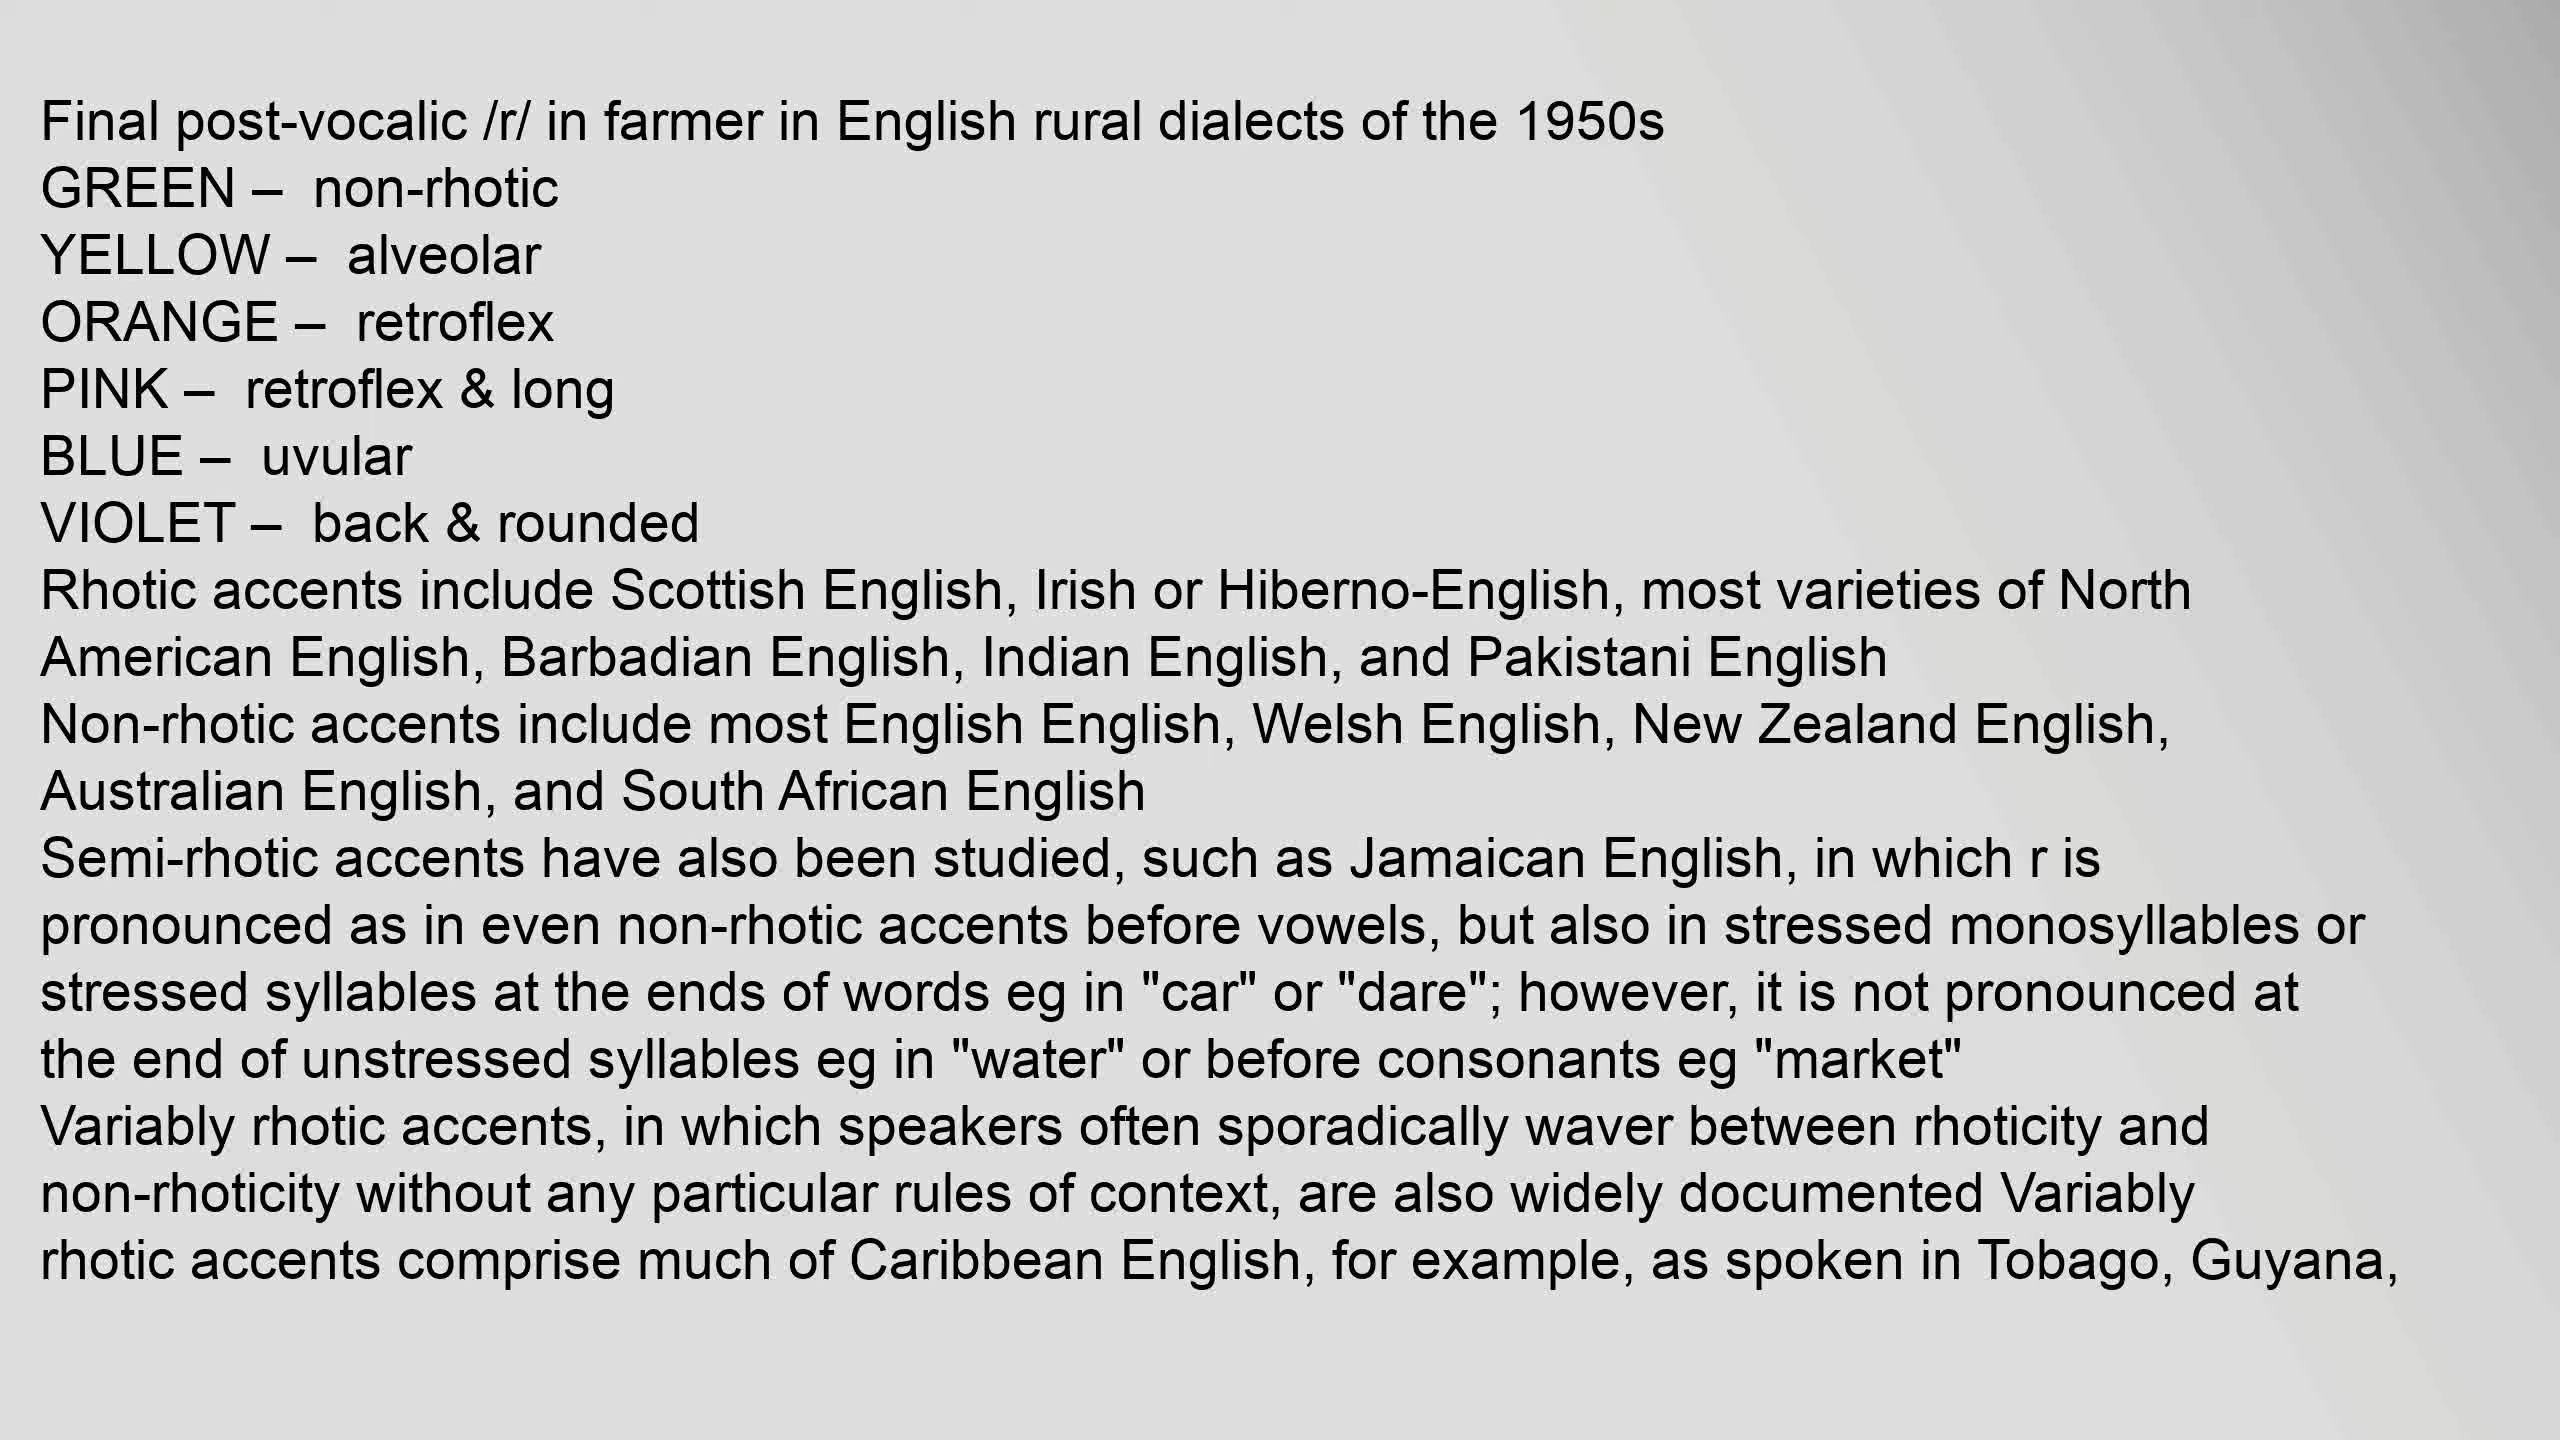 Final post-vocalic /r/ in farmer in English rural dialects of the 1950s
GREEN –  non-rhotic
YELLOW –  alveolar
ORANGE –  retroflex
PINK –  retroflex & long
BLUE –  uvular
VIOLET –  back & rounded
Rhotic accents include Scottish English, Irish or Hiberno-English, most varieties of North
American English, Barbadian English, Indian English, and Pakistani English
Non-rhotic accents include most English English, Welsh English, New Zealand English,
Australian English, and South African English
Semi-rhotic accents have also been studied, such as Jamaican English, in which r is
pronounced as in even non-rhotic accents before vowels, but also in stressed monosyllables or
stressed syllables at the ends of words eg in "car" or "dare"; however, it is not pronounced at
the end of unstressed syllables eg in "water" or before consonants eg "market"
Variably rhotic accents, in which speakers often sporadically waver between rhoticity and
non-rhoticity without any particular rules of context, are also widely documented Variably
rhotic accents comprise much of Caribbean English, for example, as spoken in Tobago, Guyana,